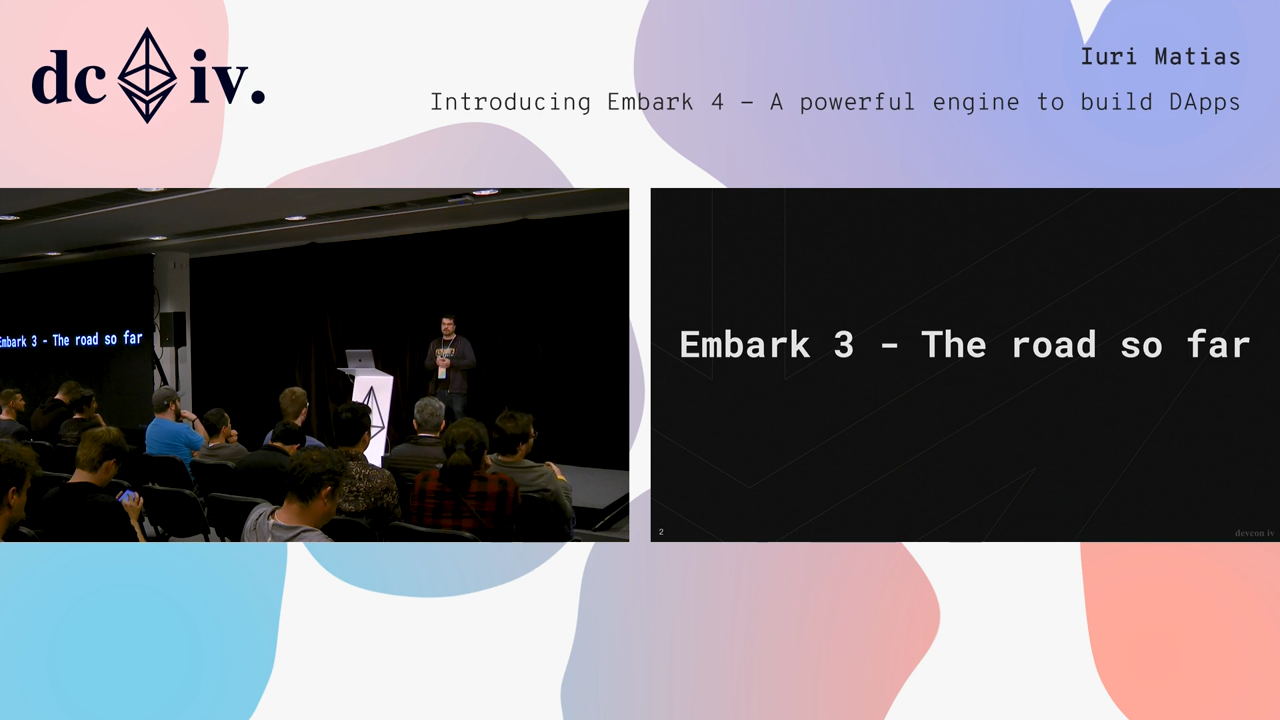 dc iv.
Iuri Matias
Introducing Embark 4 – A powerful engine to build DApps
Embark 3 - The road so far
Embark 3 - The road so far
2
devcon iv